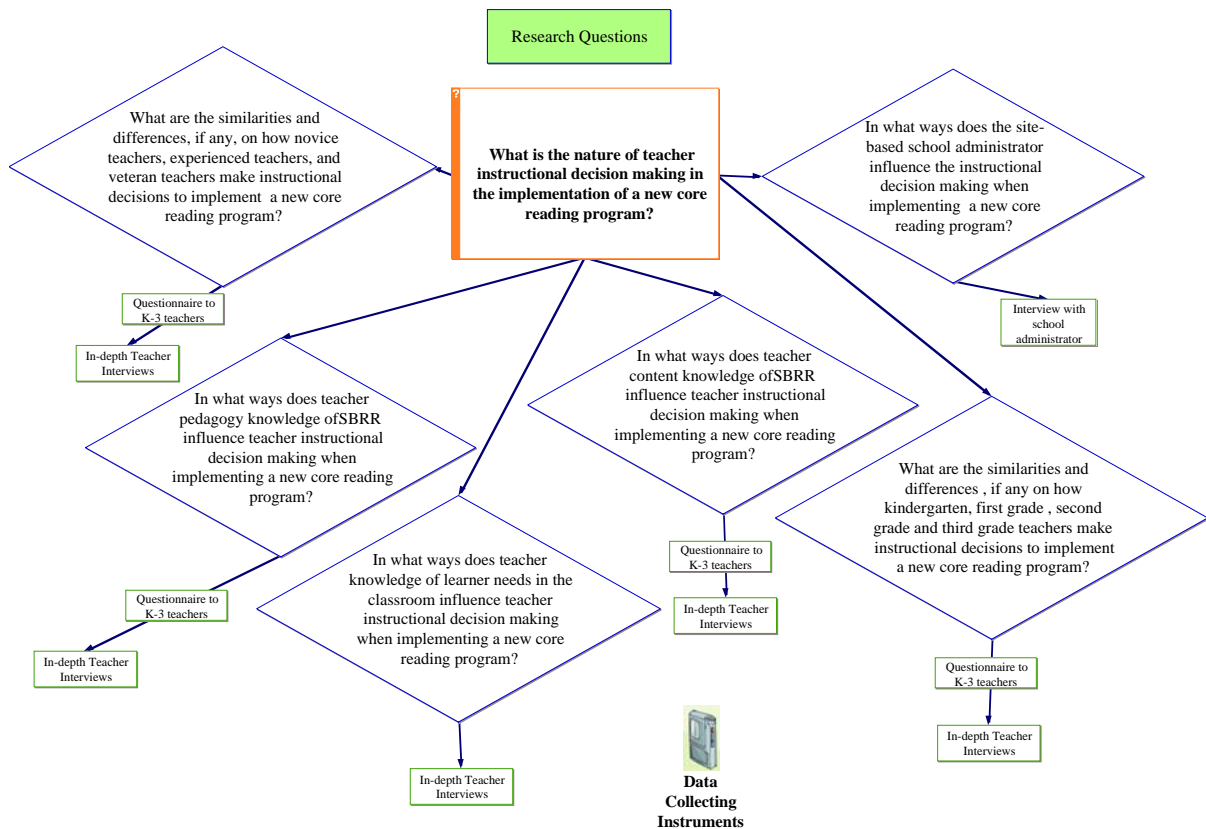 Research Questions
?
What is the nature of teacher
instructional decision making in
the implementation of a new core
reading program?
What are the similarities and
differences, if any, on how novice
teachers, experienced teachers, and
veteran teachers make instructional
decisions to implement a new core
reading program?
Questionnaire to
K-3 teachers
In-depth Teacher
Interviews
In what ways does the site-
based school administrator
influence the instructional
decision making when
implementing a new core
reading program?
Interview with
school
administrator
In what ways does teacher
pedagogy knowledge ofSBRR
influence teacher instructional
decision making when
implementing a new core reading
program?
Questionnaire to
K-3 teachers
In-depth Teacher
Interviews
In what ways does teacher
knowledge of learner needs in the
classroom influence teacher
instructional decision making
when implementing a new core
reading program?
In-depth Teacher
Interviews
In what ways does teacher
content knowledge ofSBRR
influence teacher instructional
decision making when
implementing a new core reading
program?
Questionnaire to
K-3 teachers
In-depth Teacher
Interviews
What are the similarities and
differences , if any on how
kindergarten, first grade , second
grade and third grade teachers make
instructional decisions to implement
a new core reading program?
Questionnaire to
K-3 teachers
In-depth Teacher
Interviews
Data
Collecting
Instruments